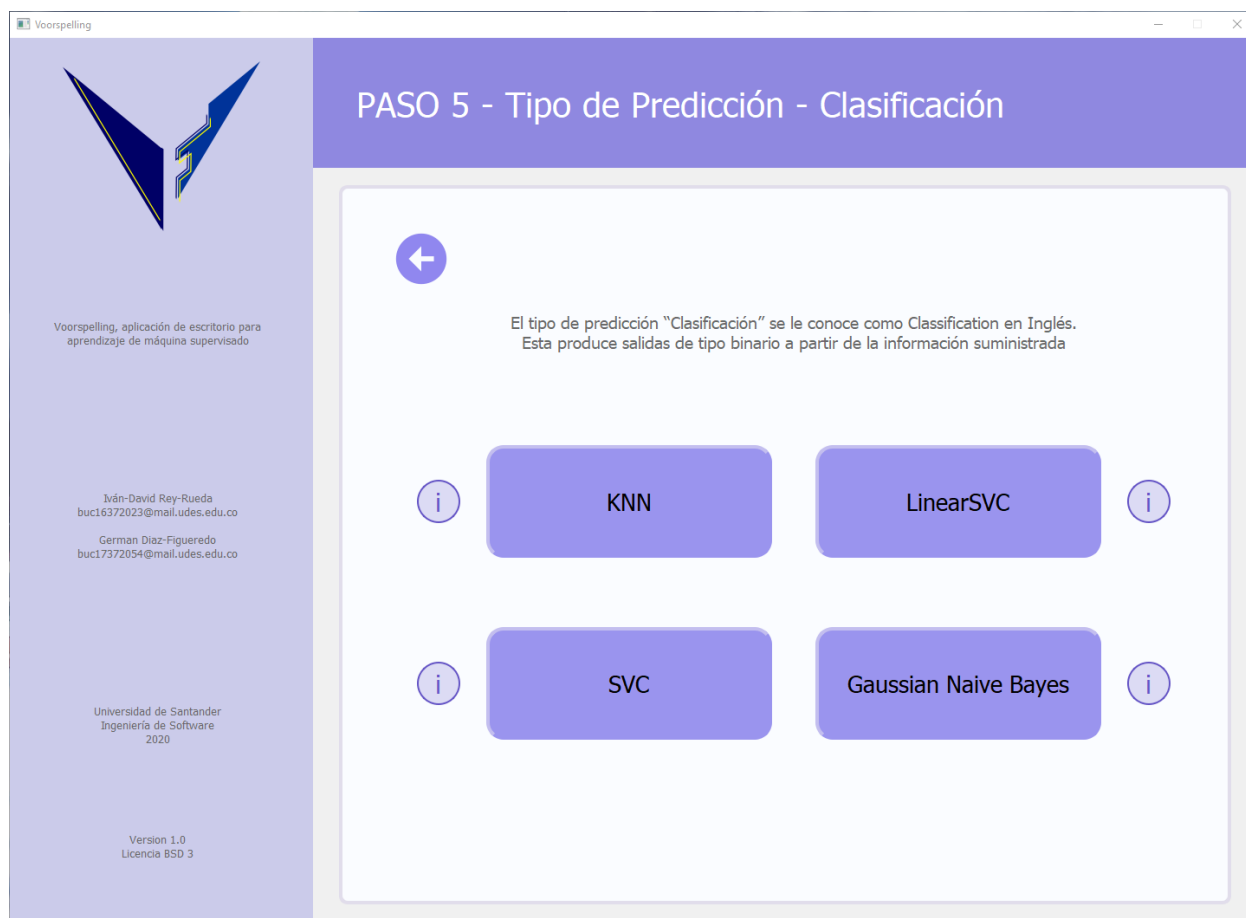 Voorspelling
PASO 5 - Tipo de Predicción - Clasificación
Voorspelling, aplicación de escritorio para
aprendizaje de máquina supervisado
Iván-David Rey-Rueda
buc16372023@mail.udes.edu.co
German Diaz-Figueredo
buc17372054@mail.udes.edu.co
Universidad de Santander
Ingeniería de Software
2020
Version 1.0
Licencia BSD 3
El tipo de predicción “Clasificación” se le conoce como Classification en Inglés.
Esta produce salidas de tipo binario a partir de la información suministrada
i
KNN
LinearSVC
i
i
SVC
Gaussian Naive Bayes
i